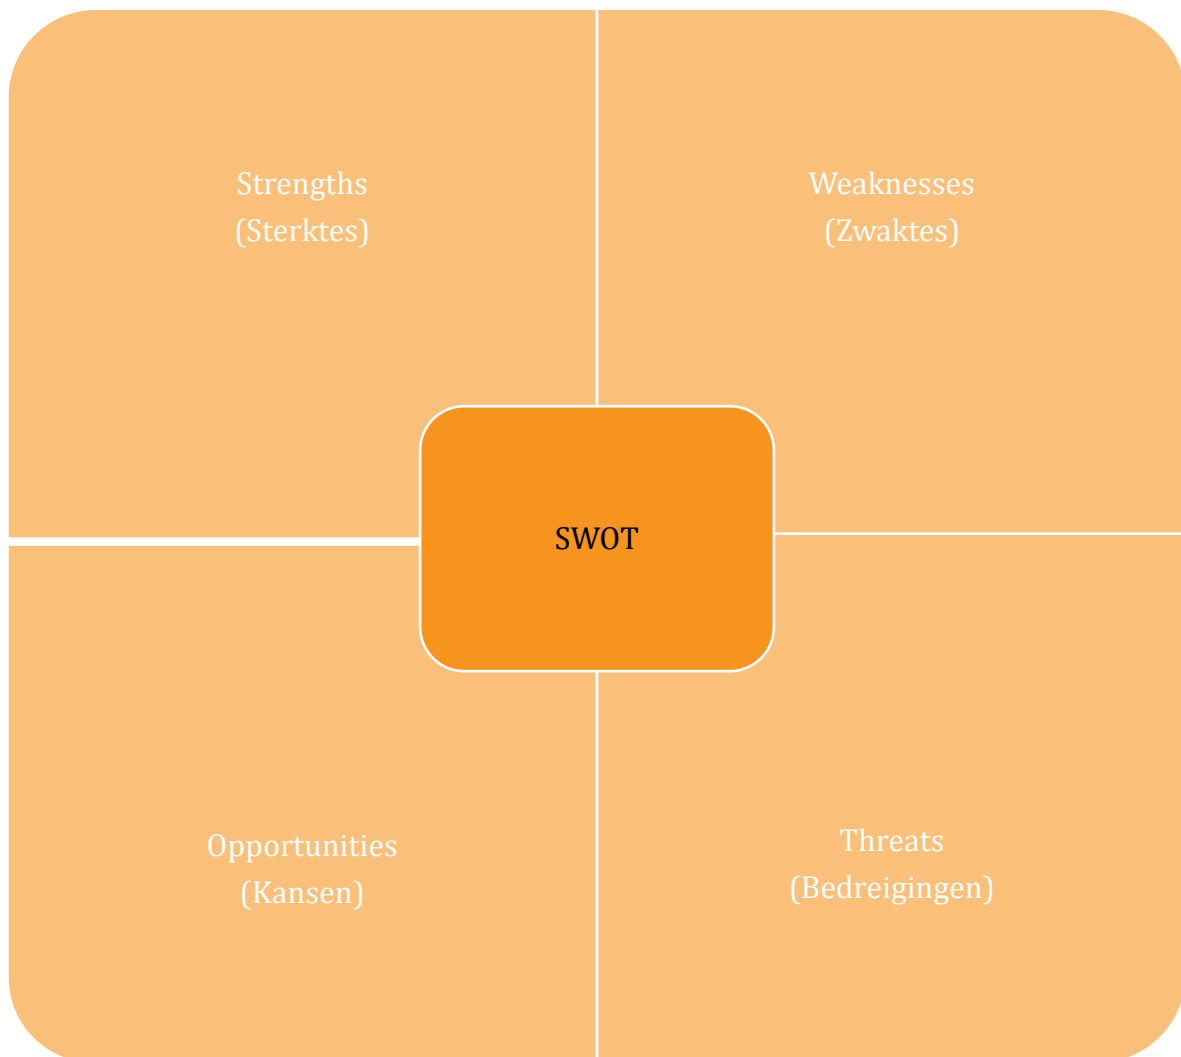 Strengths
(Sterktes)
Weaknesses
(Zwaktes)
SWOT
Opportunities
(Kansen)
Threats
(Bedreigingen)